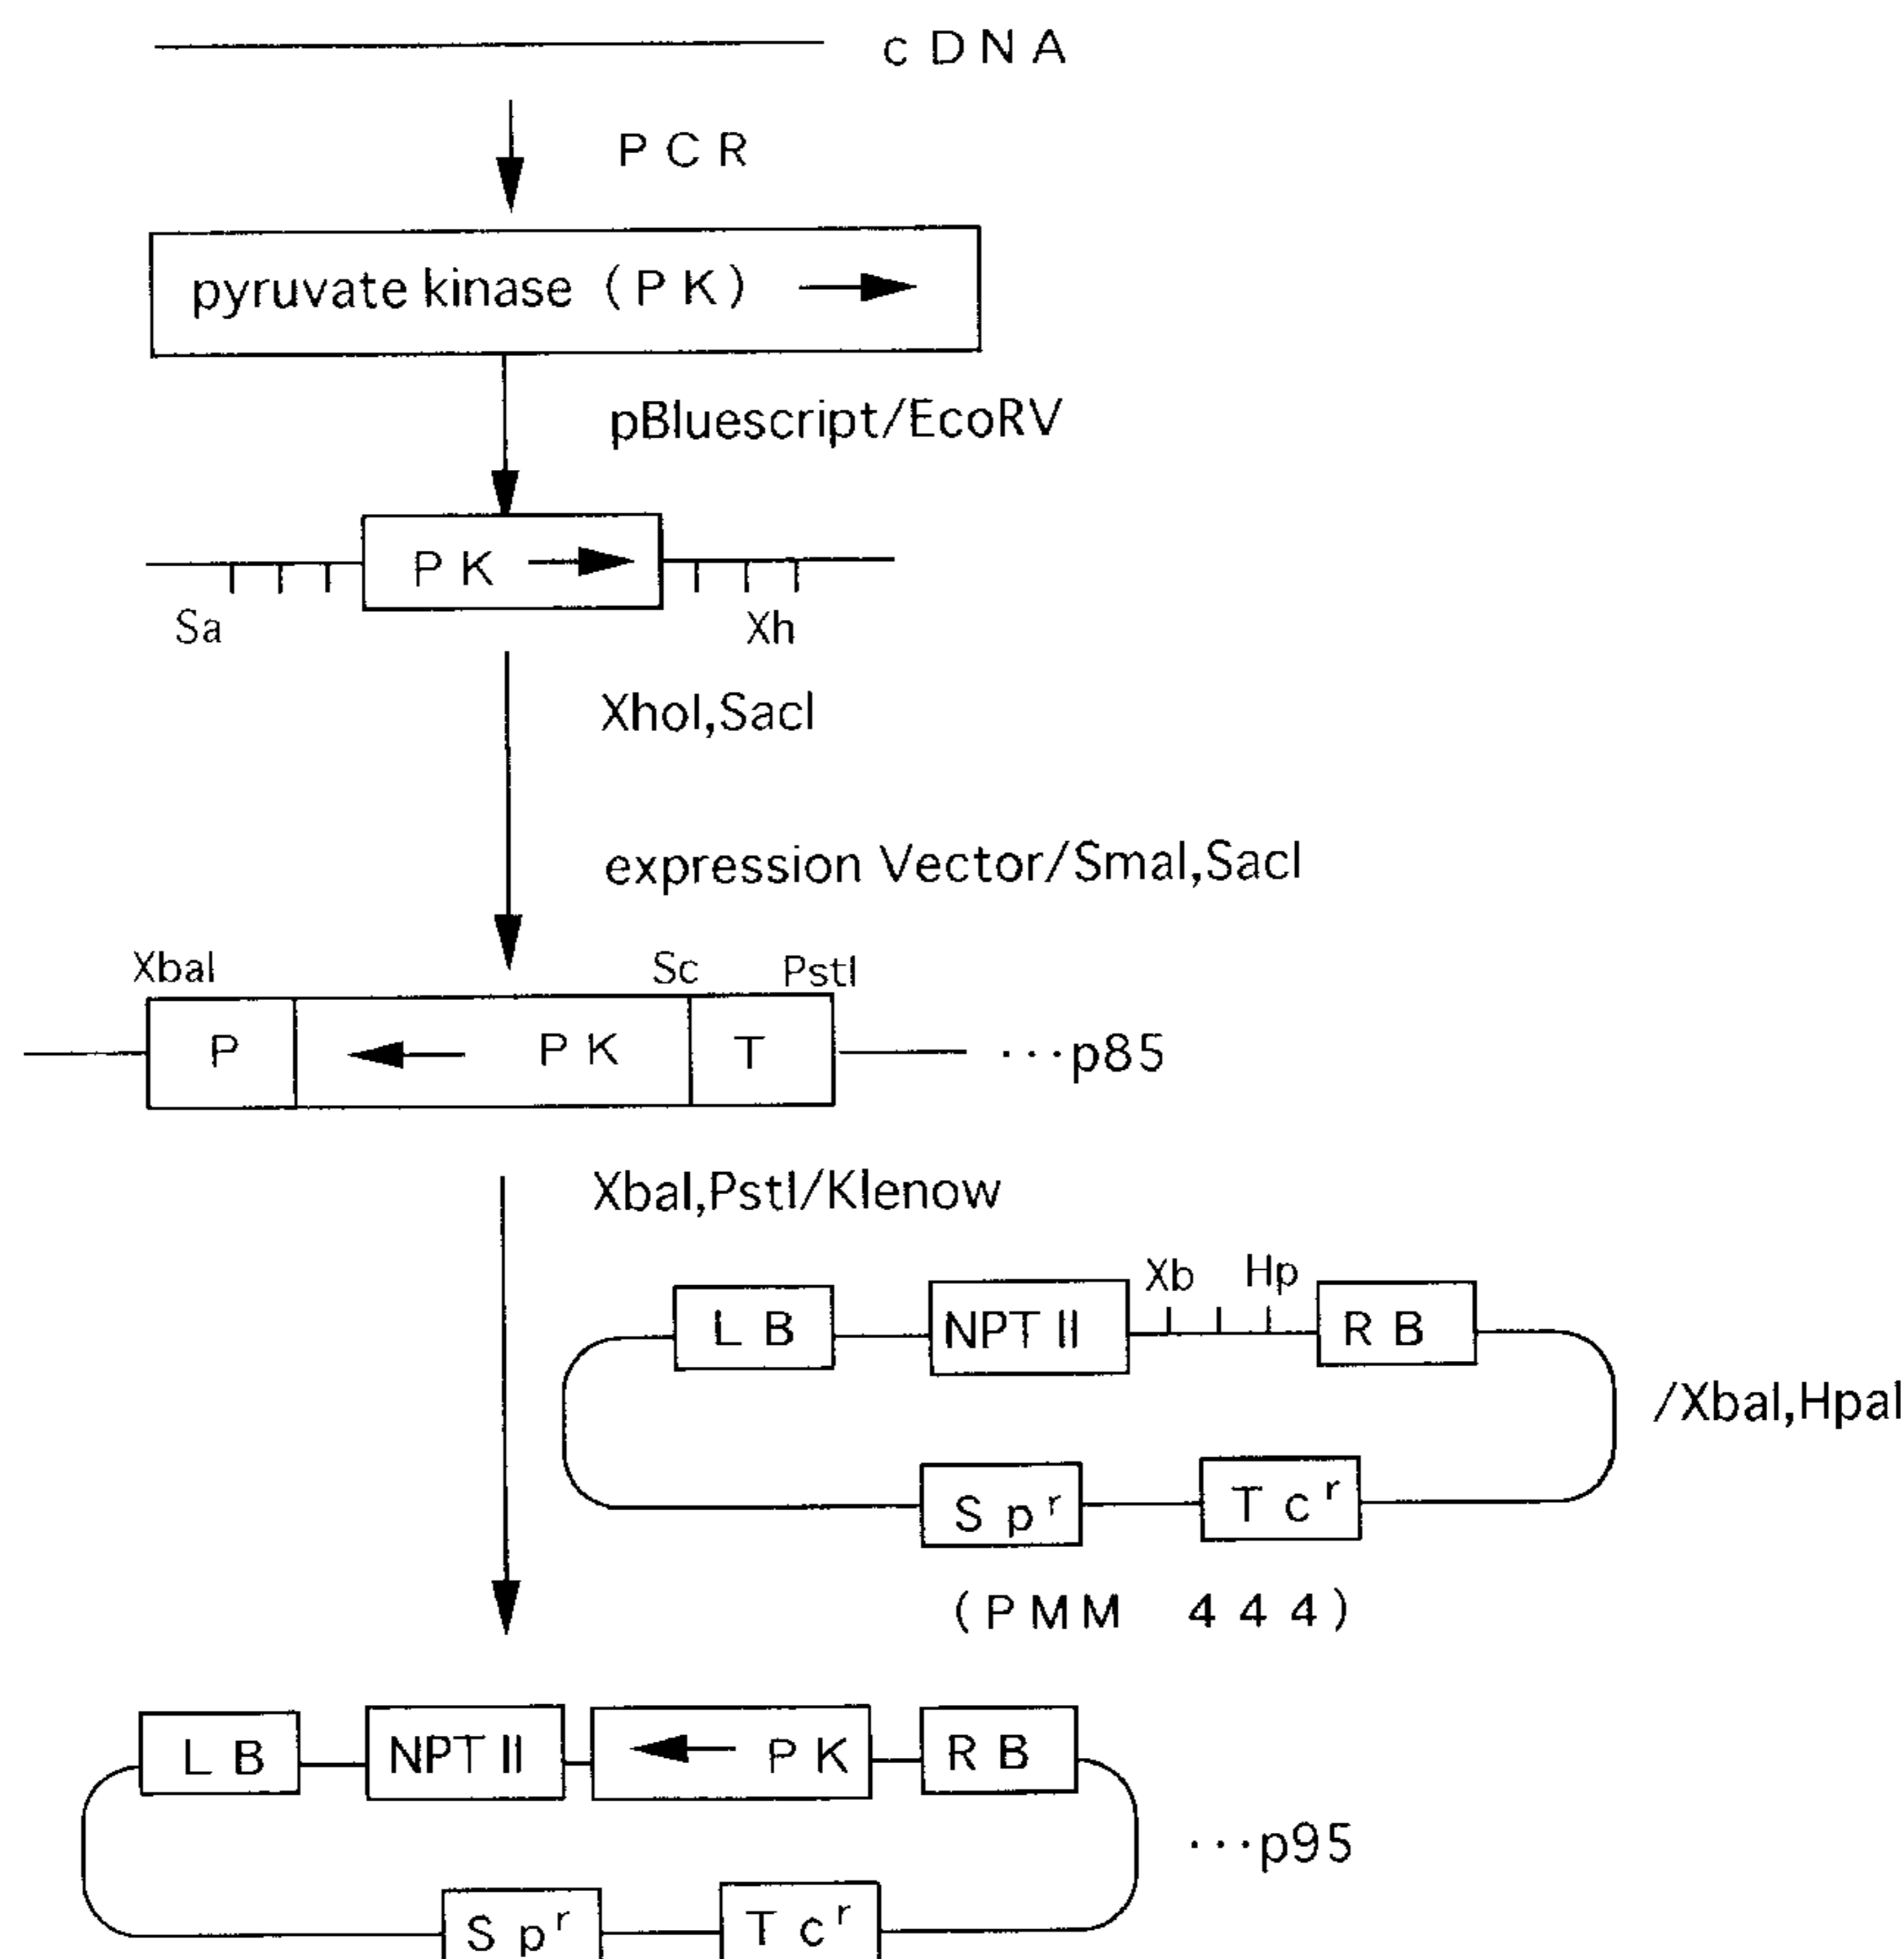 cDNA
PCR
pyruvate kinase (PK)
pBluescript/EcoRV
PK
Sa Xh
XhoI,SacI
expression Vector/SmaI,SacI
XbaI Sc PstI
P PK T ···p85
XbaI,PstI/Klenow
Xb Hp
LB NPT II RB
/XbaI,HpaI
Spʳ Tcʳ
(PMM 444)
LB NPT II PK RB
···p95
Spʳ Tcʳ